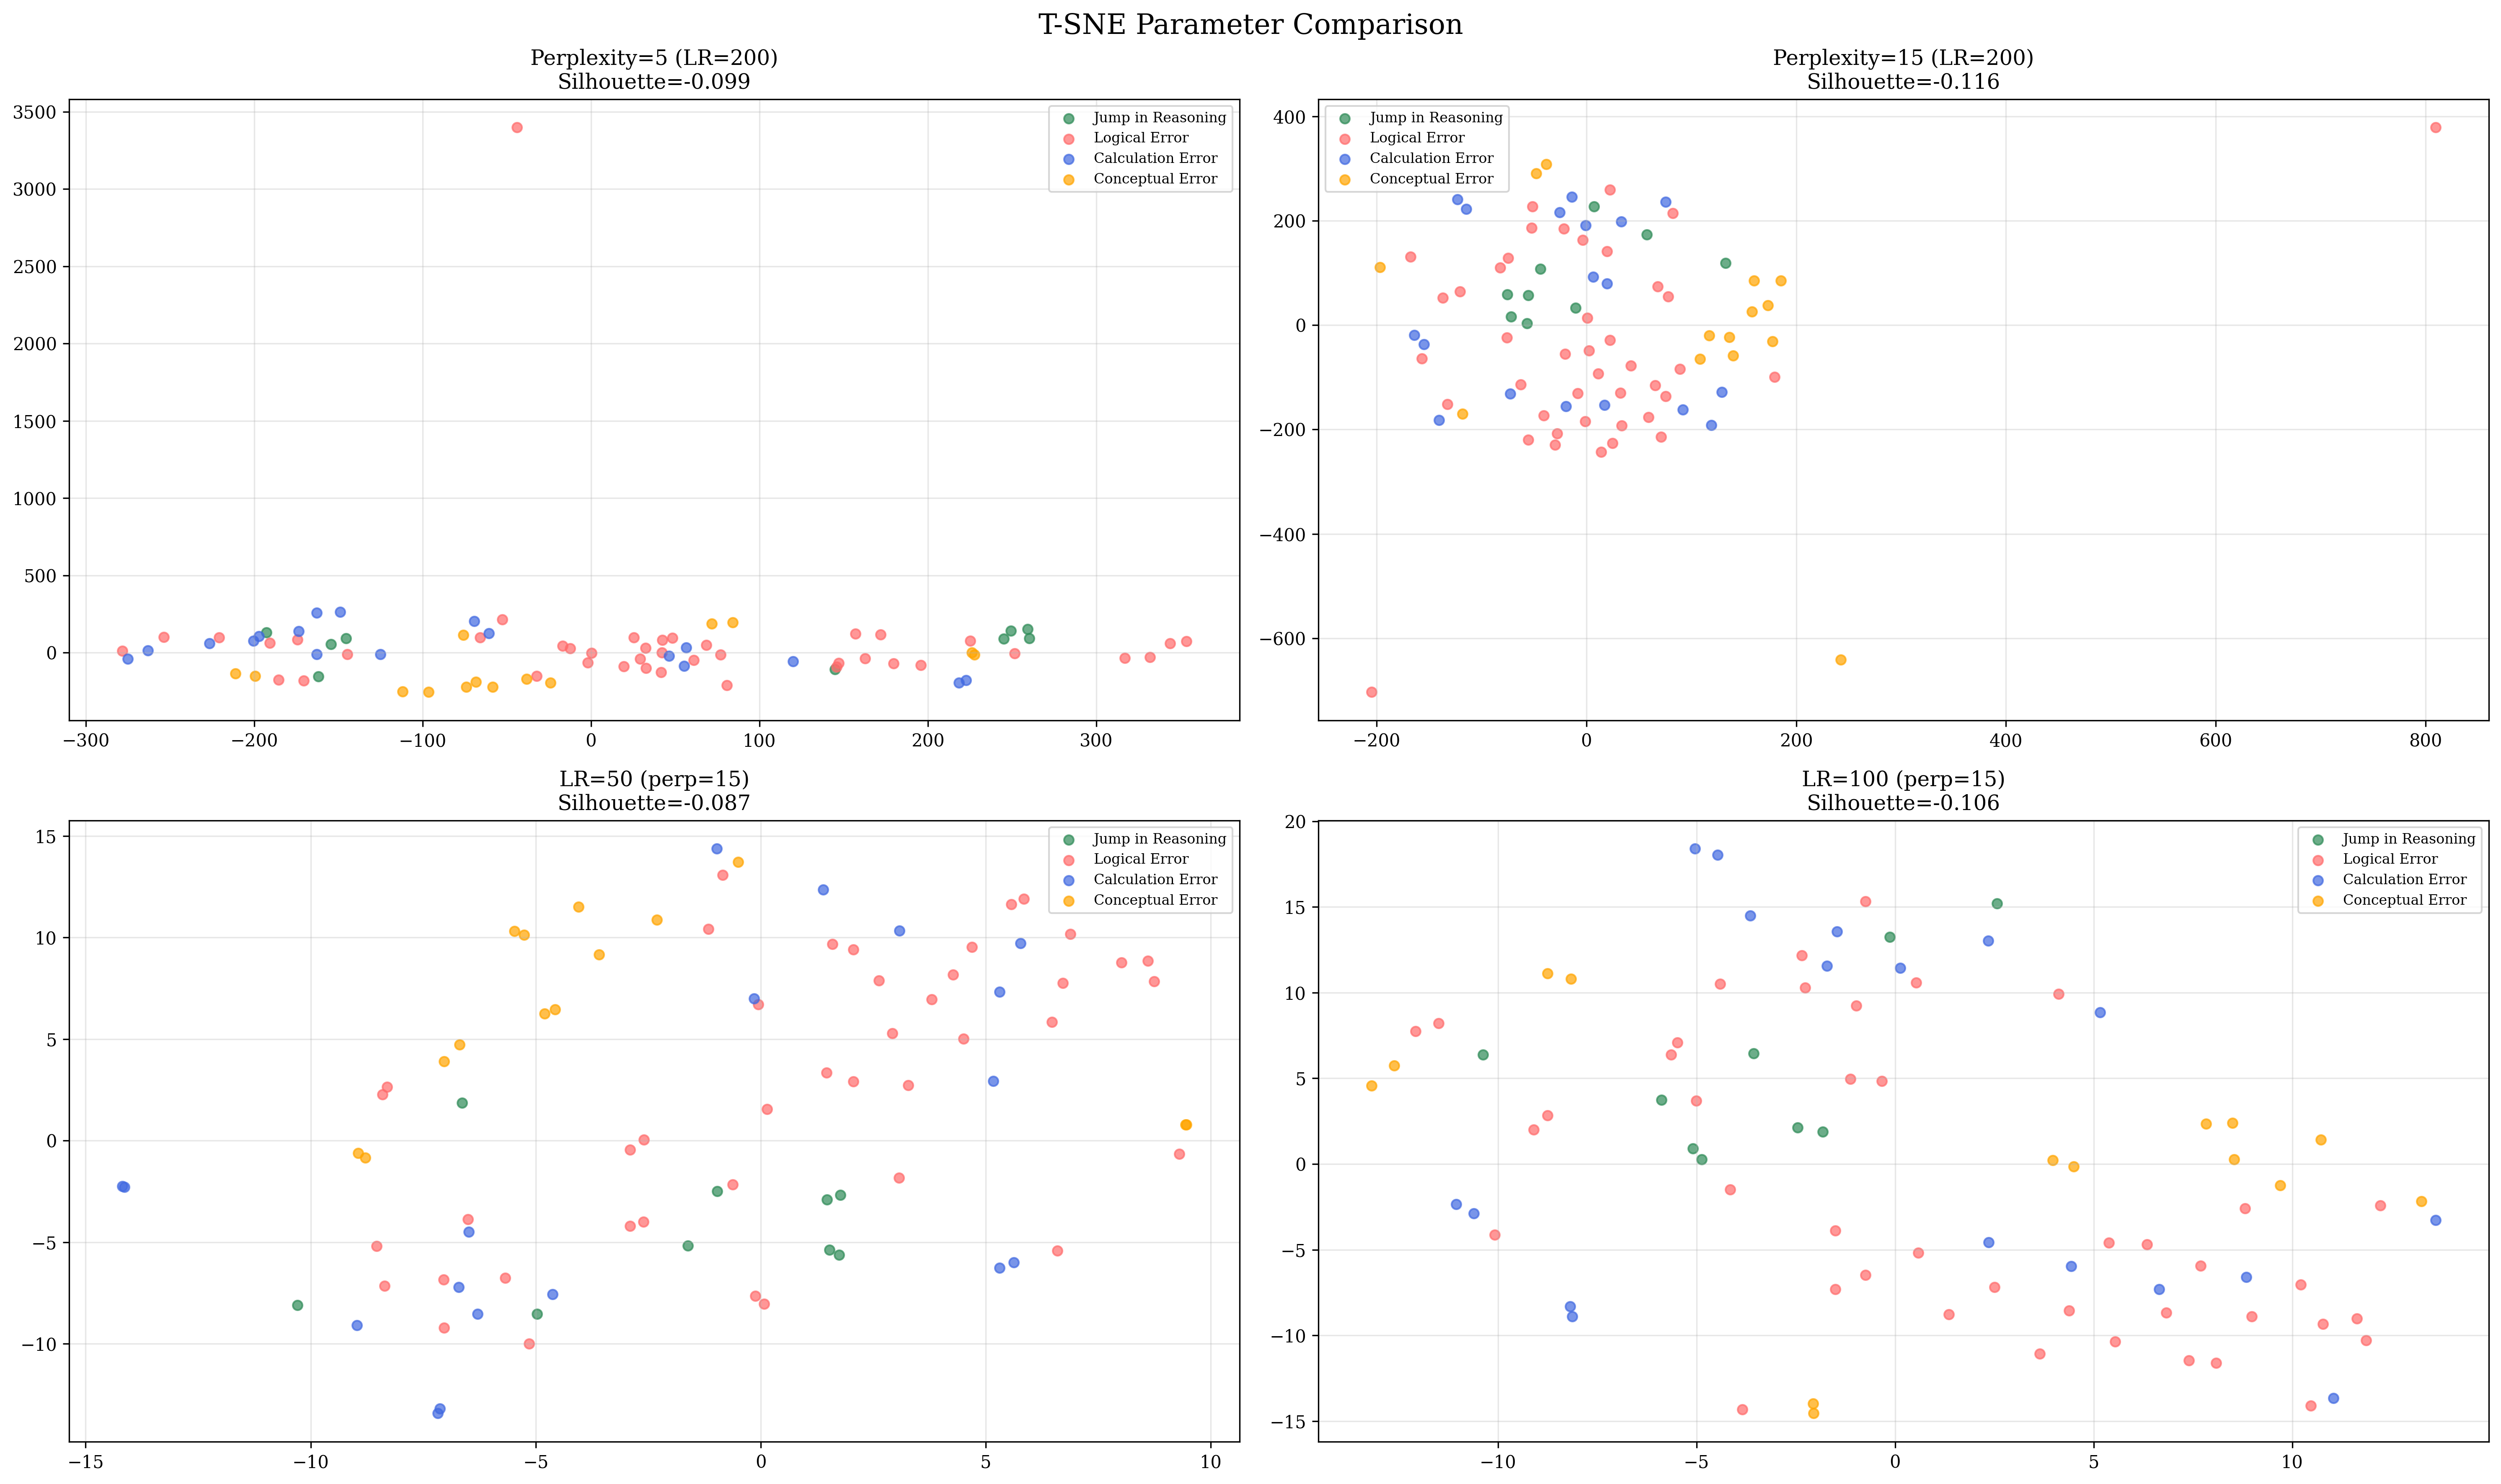 T-SNE Parameter Comparison
Perplexity=5 (LR=200)
Silhouette=-0.099
3500
3000
2500
2000
1500
1000
500
0
−300
−200
−100
0
100
200
300
Jump in Reasoning
Logical Error
Calculation Error
Conceptual Error
Perplexity=15 (LR=200)
Silhouette=-0.116
400
200
0
−200
−400
−600
−200
0
200
400
600
800
Jump in Reasoning
Logical Error
Calculation Error
Conceptual Error
LR=50 (perp=15)
Silhouette=-0.087
15
10
5
0
−5
−10
−15
−10
−5
0
5
10
Jump in Reasoning
Logical Error
Calculation Error
Conceptual Error
LR=100 (perp=15)
Silhouette=-0.106
20
15
10
5
0
−5
−10
−15
−10
−5
0
5
10
Jump in Reasoning
Logical Error
Calculation Error
Conceptual Error